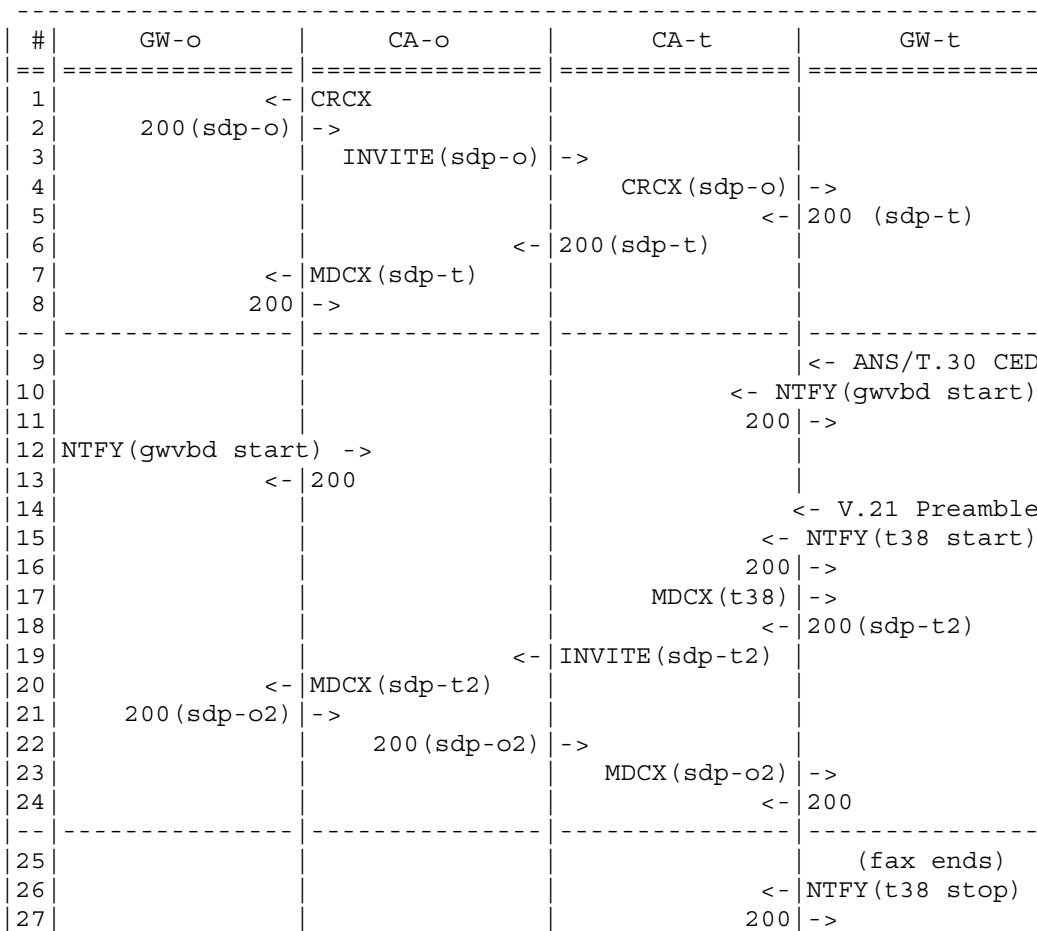 --------------------------------------------------------------------
| #|     GW-o      |     CA-o      |     CA-t      |     GW-t
|==|===============|===============|===============|===============
| 1|             <-|CRCX           |               |
| 2|     200(sdp-o)|->             |               |
| 3|               |  INVITE(sdp-o)|->             |
| 4|               |               |    CRCX(sdp-o)|->
| 5|               |               |             <-|200 (sdp-t)
| 6|               |             <-|200(sdp-t)     |
| 7|             <-|MDCX(sdp-t)    |               |
| 8|            200|->             |               |
|--|---------------|---------------|---------------|---------------
| 9|               |               |               |<- ANS/T.30 CED
|10|               |               |           <- NTFY(gwvbd start)
|11|               |               |            200|->
|12|NTFY(gwvbd start) ->           |               |
|13|             <-|200            |               |
|14|               |               |               <- V.21 Preamble
|15|               |               |             <- NTFY(t38 start)
|16|               |               |            200|->
|17|               |               |      MDCX(t38)|->
|18|               |               |             <-|200(sdp-t2)
|19|               |             <-|INVITE(sdp-t2) |
|20|             <-|MDCX(sdp-t2)   |               |
|21|    200(sdp-o2)|->             |               |
|22|               |    200(sdp-o2)|->             |
|23|               |               |   MDCX(sdp-o2)|->
|24|               |               |             <-|200
|--|---------------|---------------|---------------|---------------
|25|               |               |               |   (fax ends)
|26|               |               |             <-|NTFY(t38 stop)
|27|               |               |            200|->